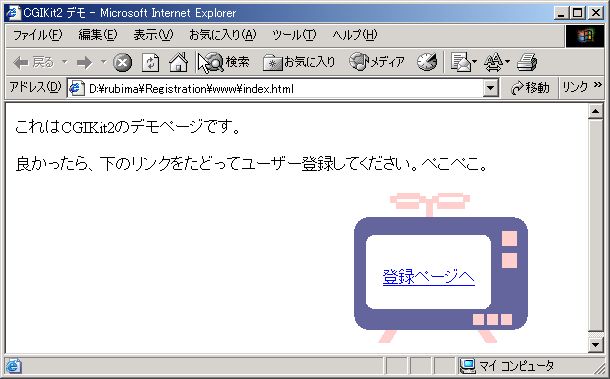 CGIKit2 デモ - Microsoft Internet Explorer
ファイル(F) 編集(E) 表示(V) お気に入り(A) ツール(T) ヘルプ(H)
戻る 検索 お気に入り メディア
アドレス(D) D:¥rubima¥Registration¥www¥index.html 移動 リンク »
これはCGIKit2のデモページです。
良かったら、下のリンクをたどってユーザー登録してください。ぺこぺこ。
登録ページへ
マイ コンピュータ